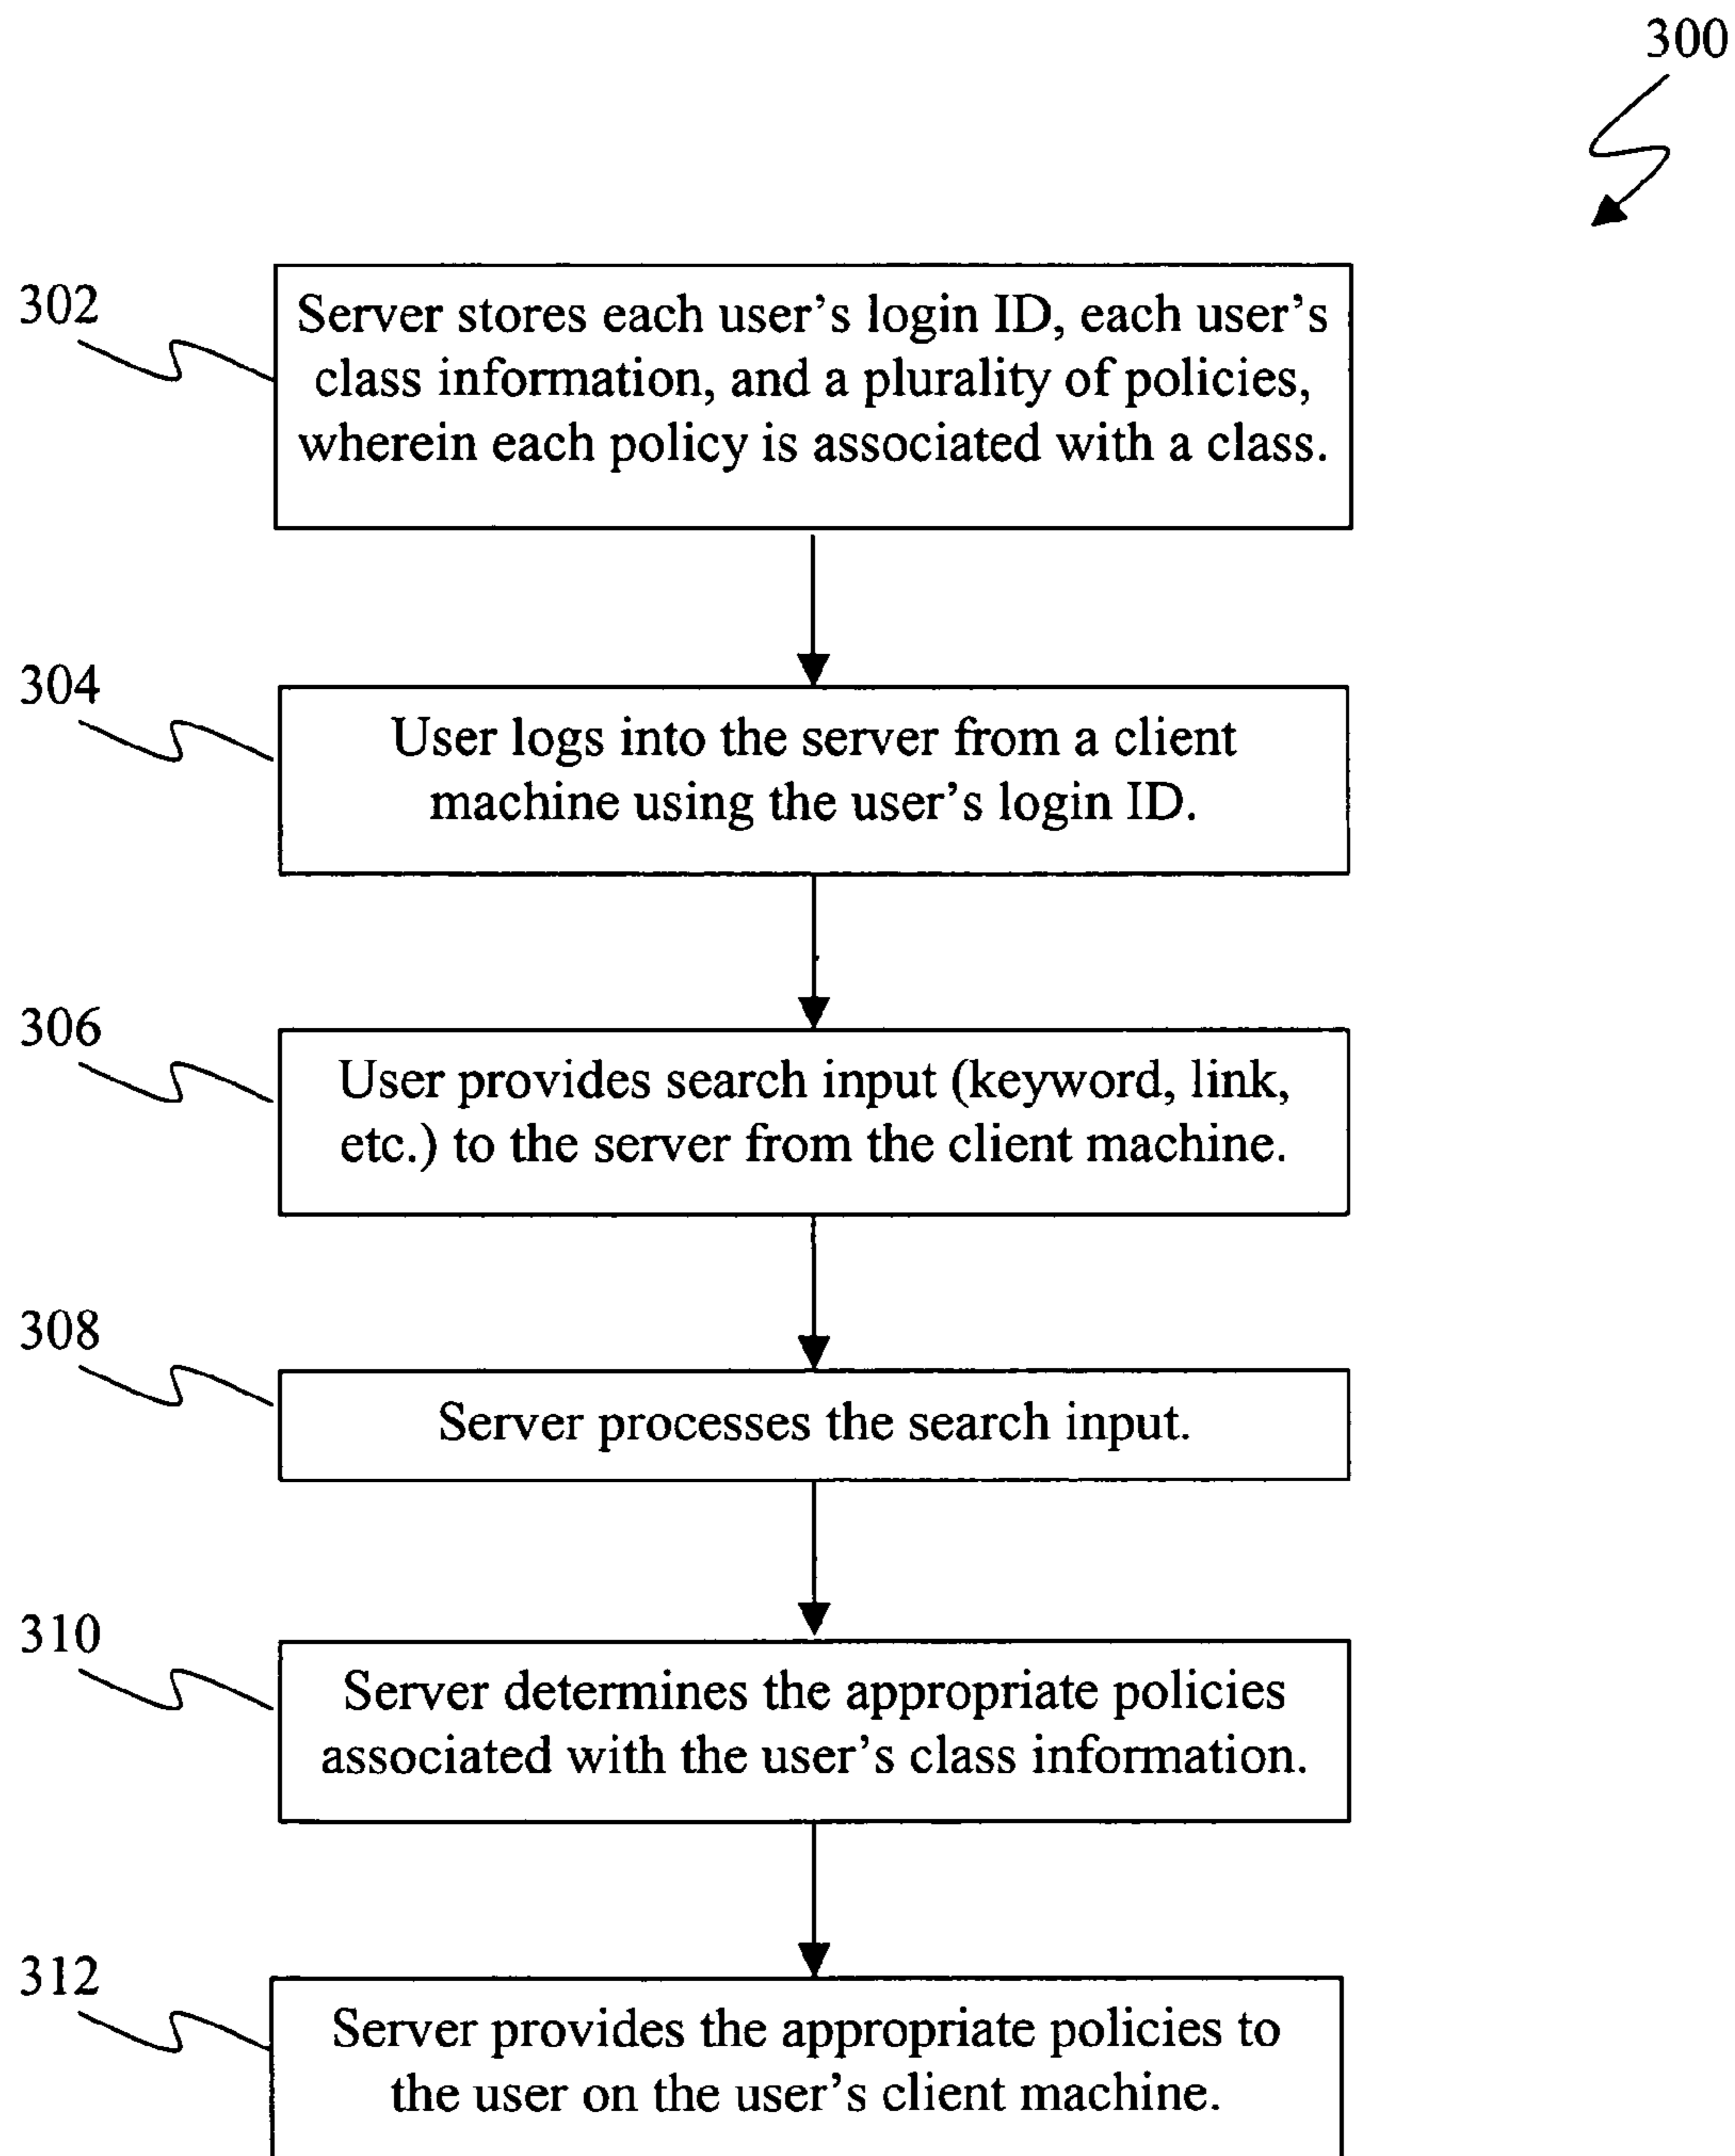 300
302
Server stores each user’s login ID, each user’s
class information, and a plurality of policies,
wherein each policy is associated with a class.
304
User logs into the server from a client
machine using the user’s login ID.
306
User provides search input (keyword, link,
etc.) to the server from the client machine.
308
Server processes the search input.
310
Server determines the appropriate policies
associated with the user’s class information.
312
Server provides the appropriate policies to
the user on the user’s client machine.